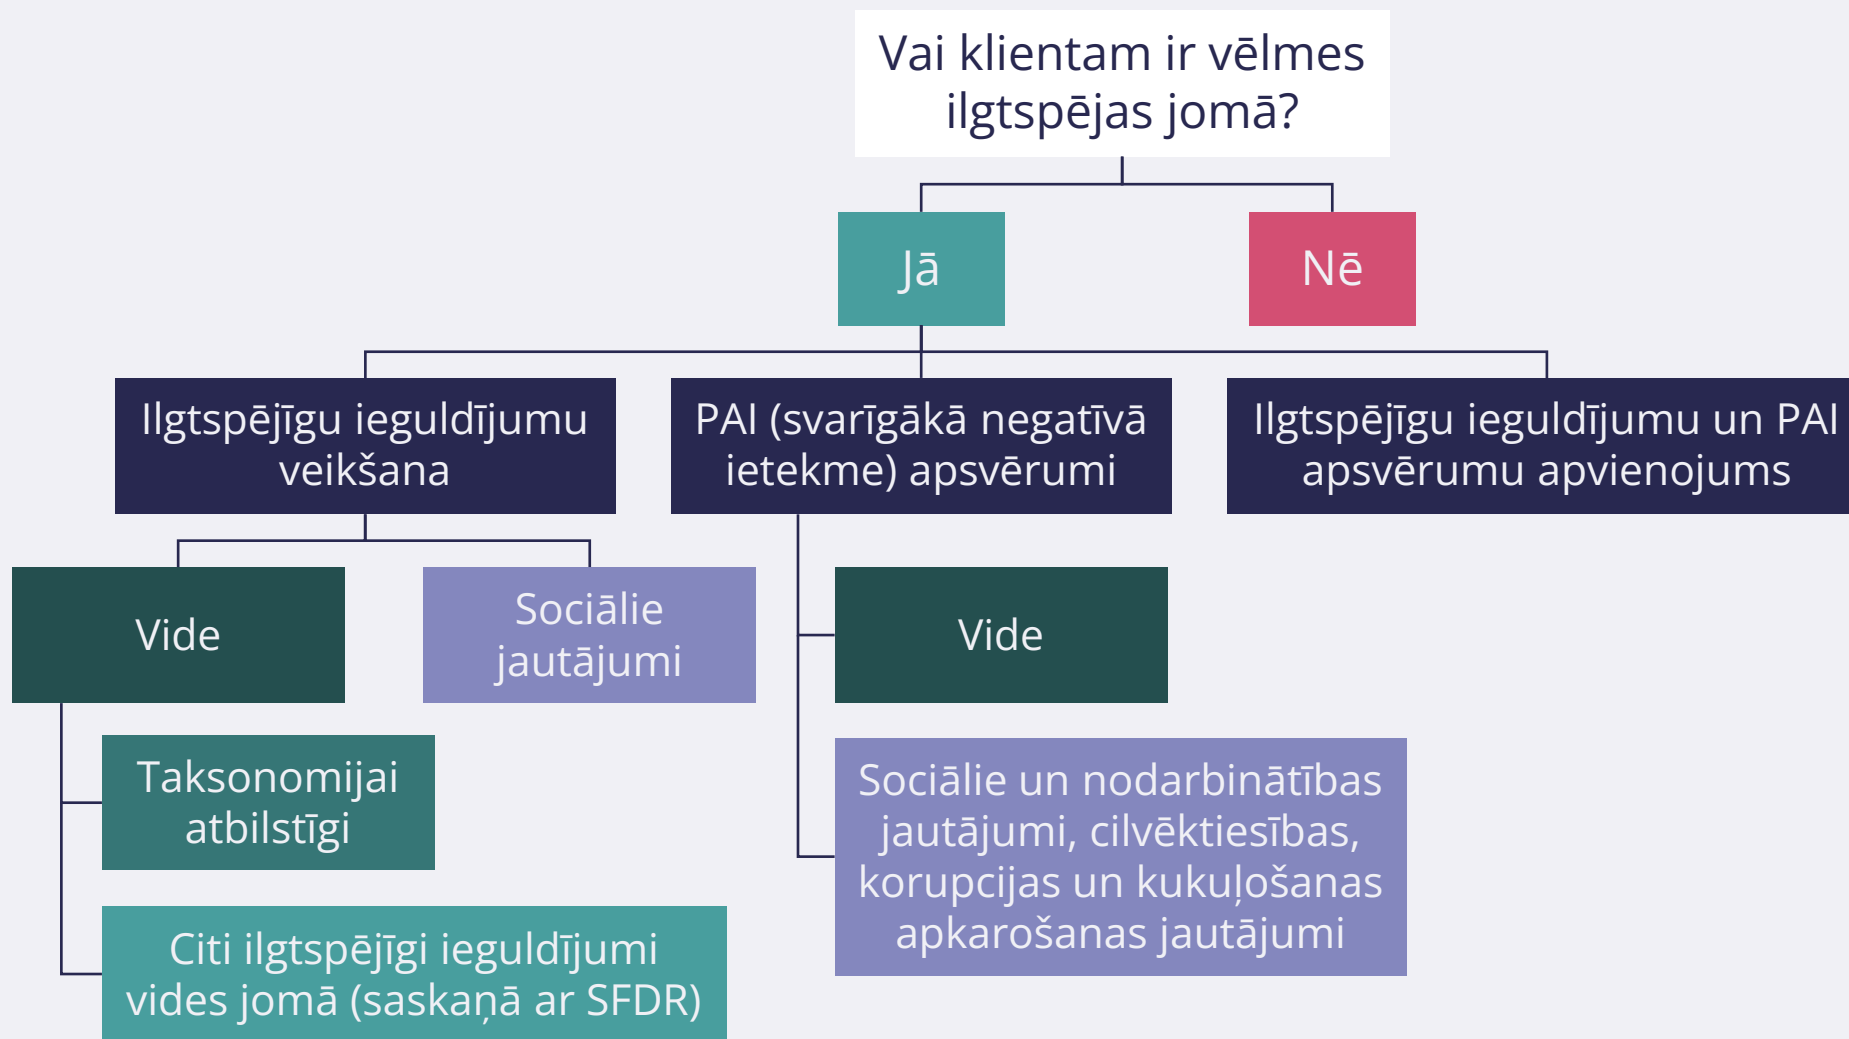 Vai klientam ir vēlmes
ilgtspējas jomā?
Jā
Nē
Ilgtspējīgu ieguldījumu
veikšana
PAI (svarīgākā negatīvā
ietekme) apsvērumi
Ilgtspējīgu ieguldījumu un PAI
apsvērumu apvienojums
Vide
Sociālie
jautājumi
Vide
Taksonomijai
atbilstīgi
Sociālie un nodarbinātības
jautājumi, cilvēktiesības,
korupcijas un kukuļošanas
apkarošanas jautājumi
Citi ilgtspējīgi ieguldījumi
vides jomā (saskaņā ar SFDR)